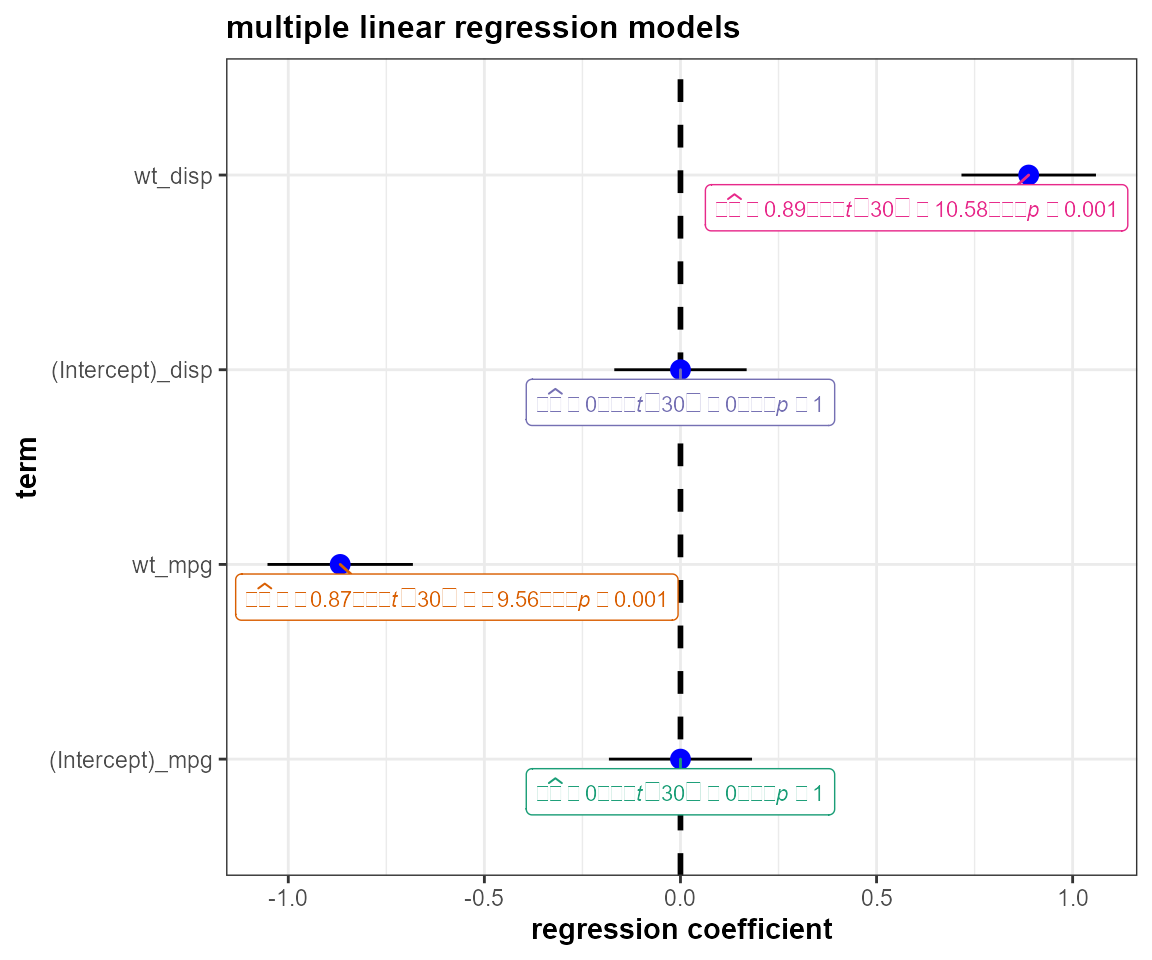 multiple linear regression models
wt_disp
□□ □ 0.89□□□t□30□ □ 10.58□□□p □ 0.001
(Intercept)_disp
□□ □ 0□□□t□30□ □ 0□□□p □ 1
term
wt_mpg
□□ □ □0.87□□□t□30□ □ □9.56□□□p □ 0.001
(Intercept)_mpg
□□ □ 0□□□t□30□ □ 0□□□p □ 1
-1.0 -0.5 0.0 0.5 1.0
regression coefficient